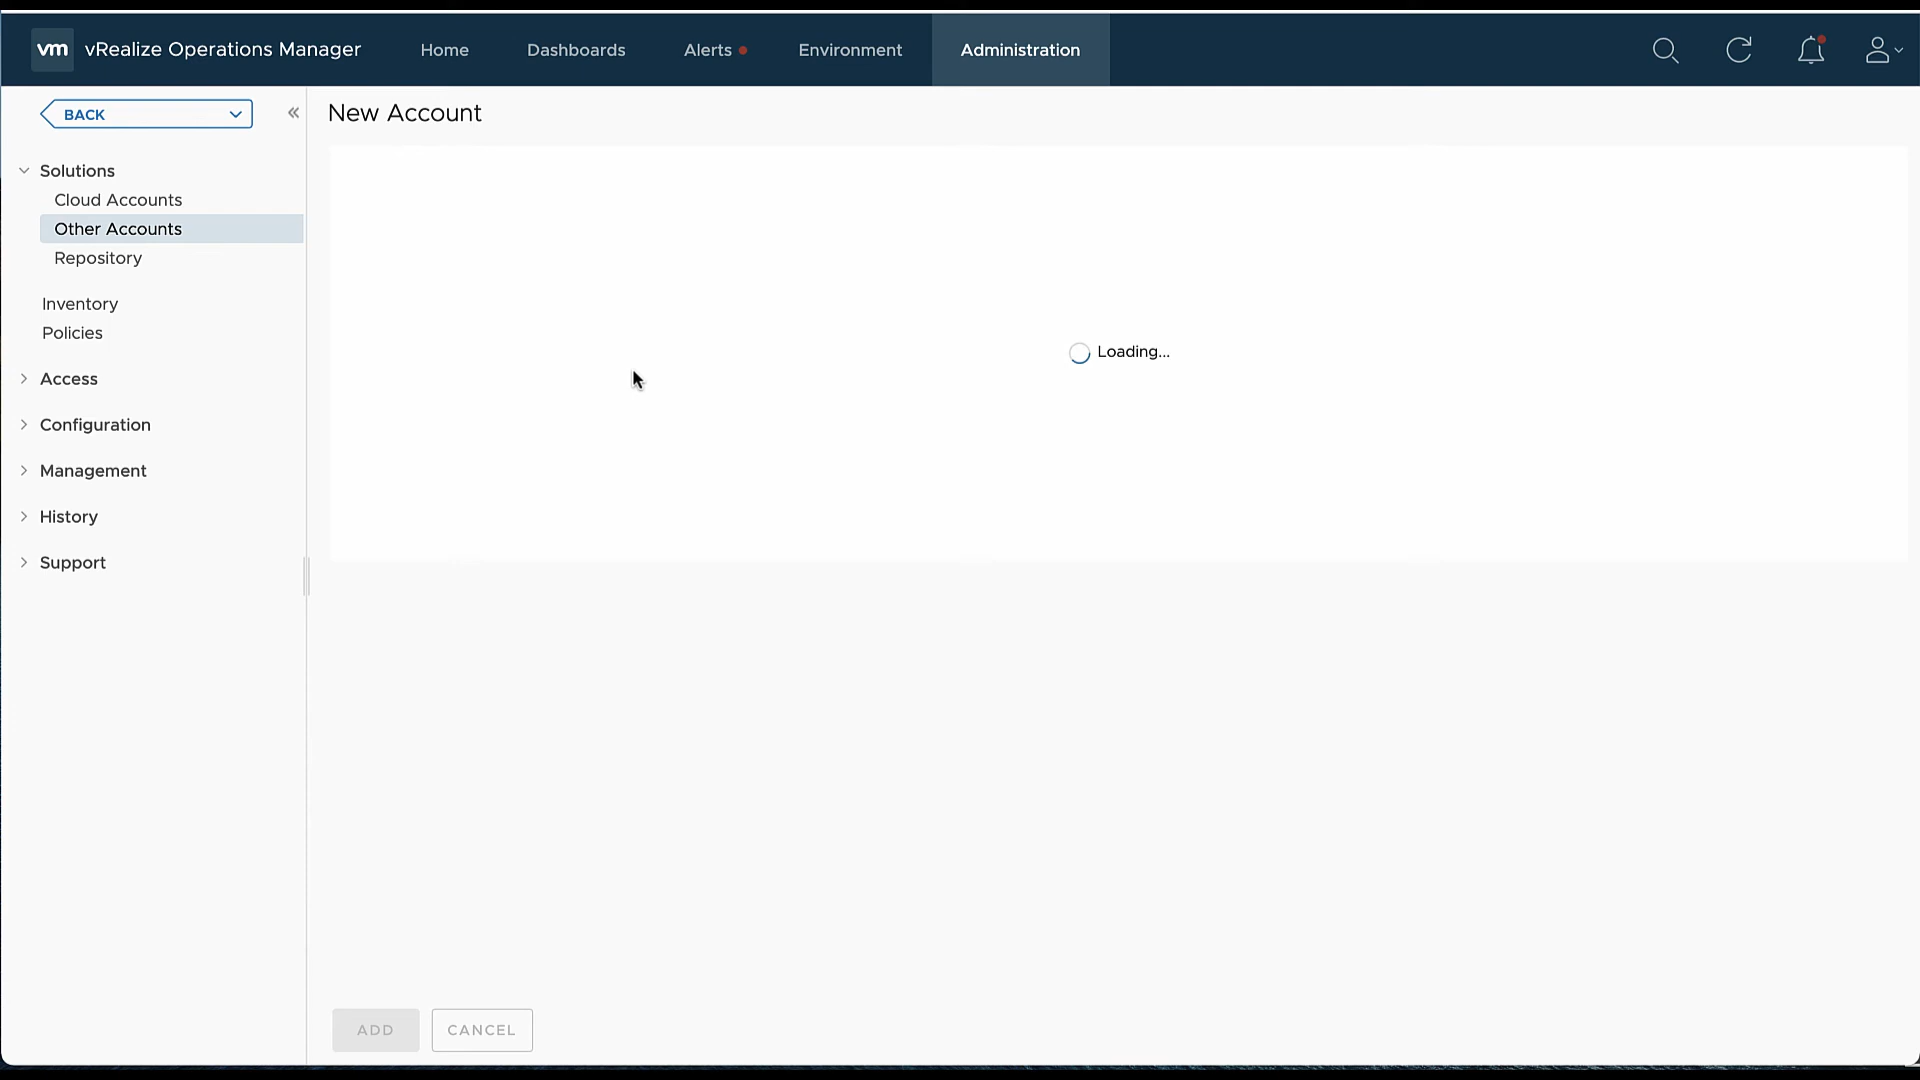 vm vRealize Operations Manager Home Dashboards Alerts Environment Administration
BACK
New Account
Solutions
Cloud Accounts
Other Accounts
Repository
Inventory
Policies
Access
Configuration
Management
History
Support
Loading...
ADD CANCEL